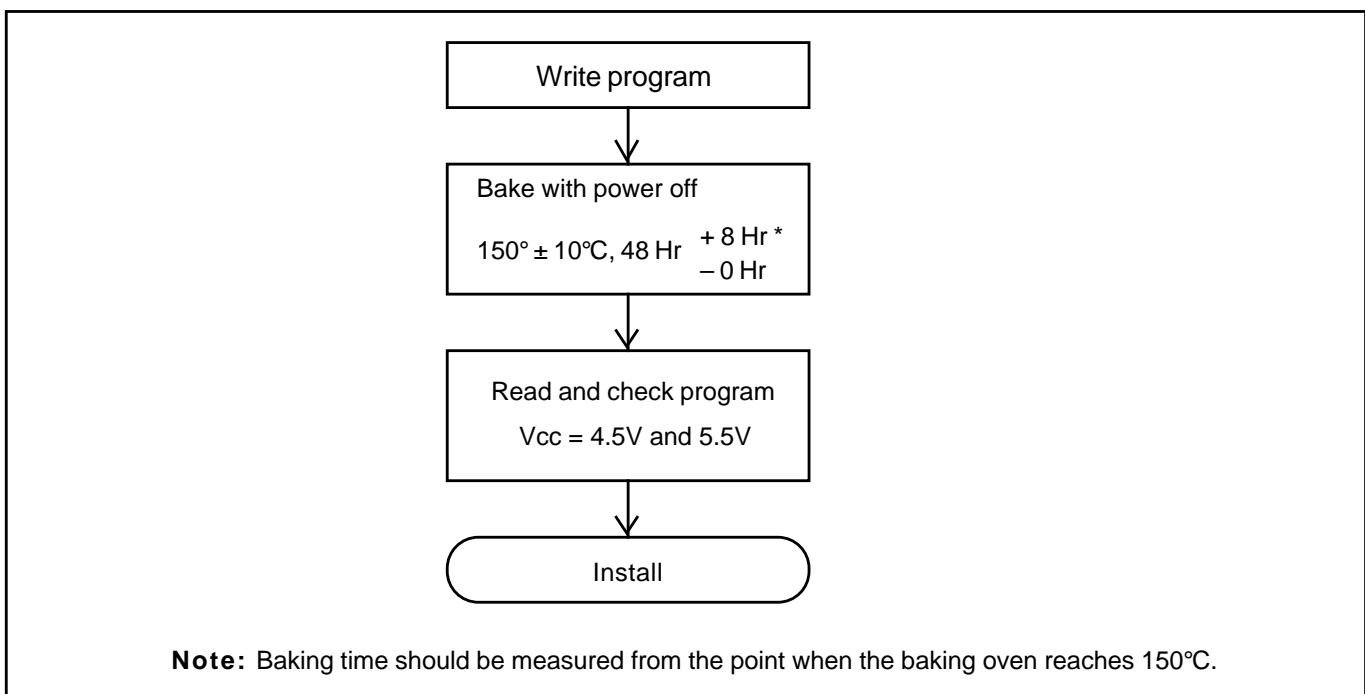 Write program
Bake with power off
150° ± 10°C, 48 Hr + 8 Hr *
– 0 Hr
Read and check program
Vcc = 4.5V and 5.5V
Install
Note: Baking time should be measured from the point when the baking oven reaches 150°C.